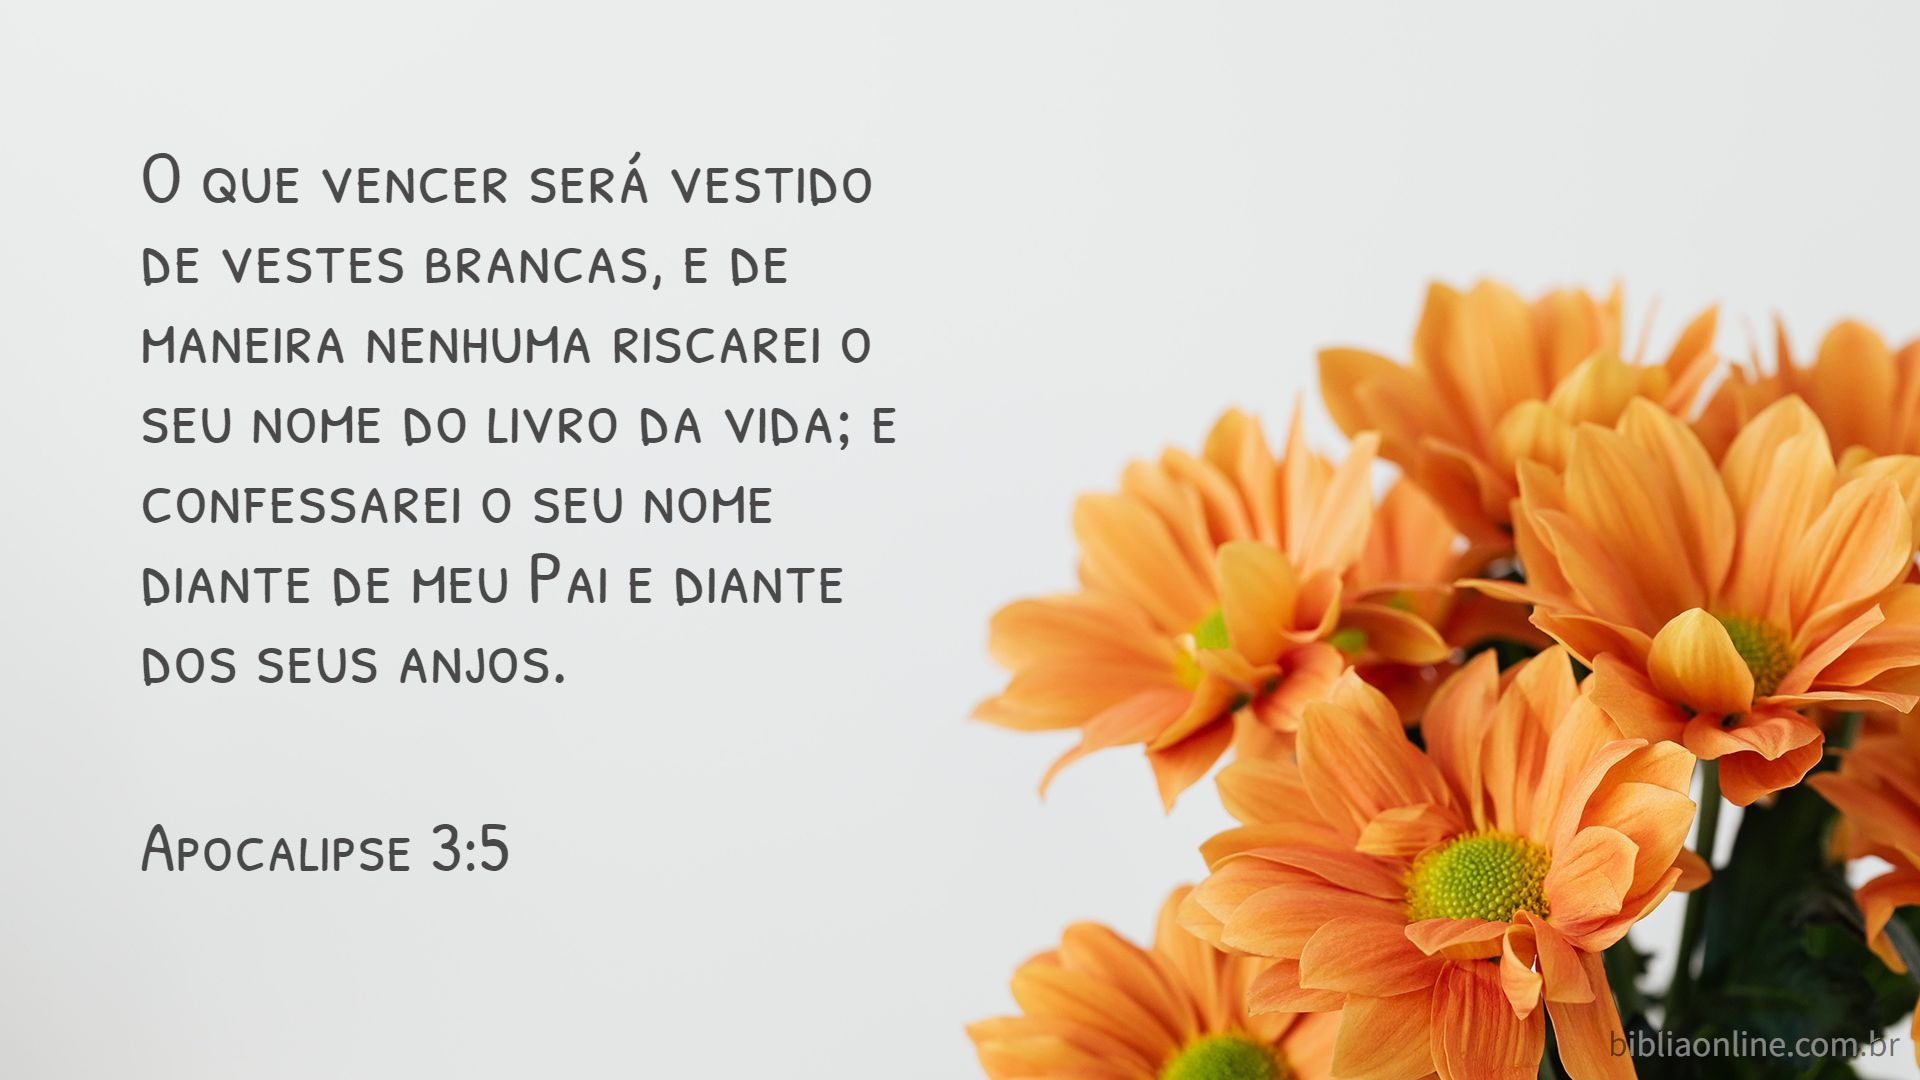 O que vencer será vestido
de vestes brancas, e de
maneira nenhuma riscarei o
seu nome do livro da vida; e
confessarei o seu nome
diante de meu Pai e diante
dos seus anjos.
Apocalipse 3:5
bibliaonline.com.br